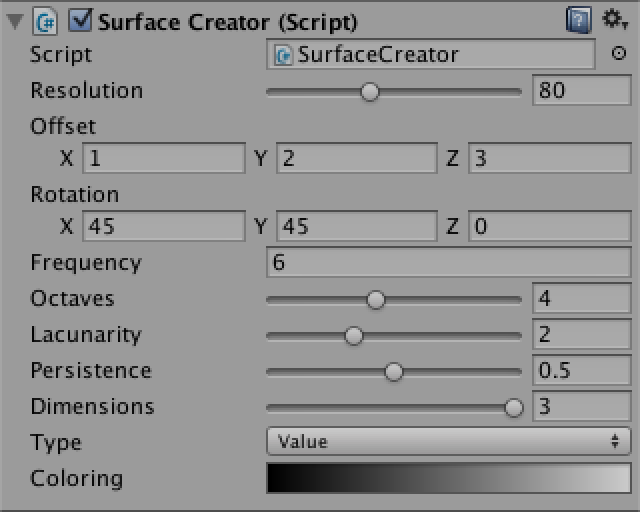 C# Surface Creator (Script)
Script SurfaceCreator
Resolution 80
Offset
X 1 Y 2 Z 3
Rotation
X 45 Y 45 Z 0
Frequency 6
Octaves 4
Lacunarity 2
Persistence 0.5
Dimensions 3
Type Value
Coloring